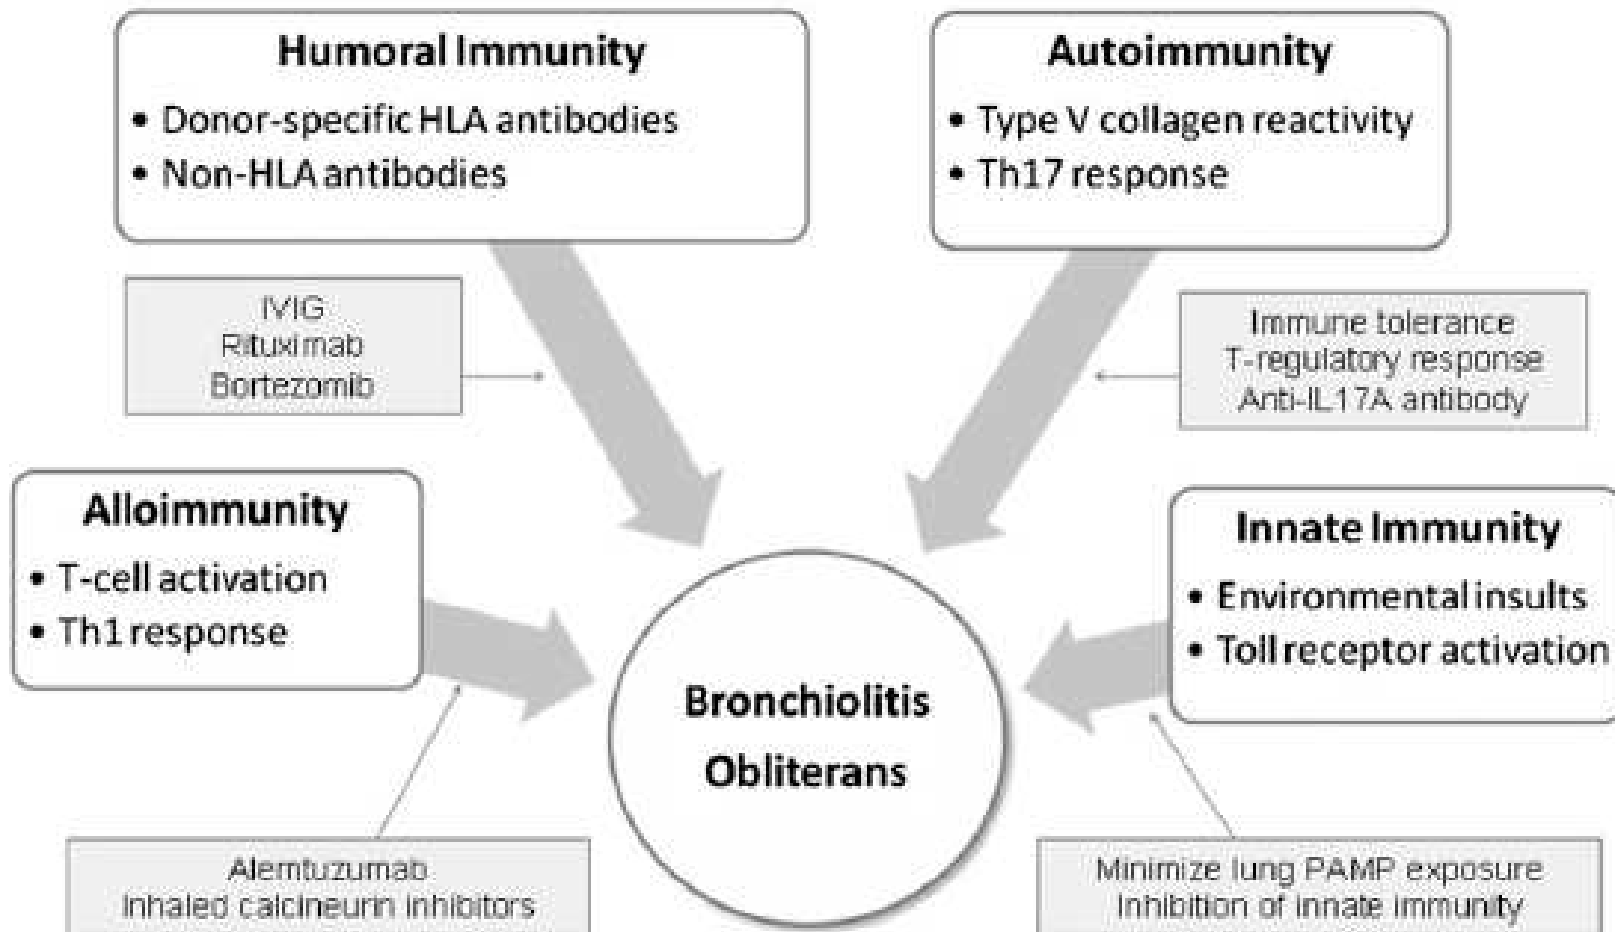 Humoral Immunity
• Donor-specific HLA antibodies
• Non-HLA antibodies
Autoimmunity
• Type V collagen reactivity
• Th17 response
IVIG
Rituximab
Bortezomib
Immune tolerance
T-regulatory response
Anti-IL17A antibody
Alloimmunity
• T-cell activation
• Th1 response
Innate Immunity
• Environmental insults
• Toll receptor activation
Bronchiolitis
Obliterans
Alemtuzumab
Inhaled calcineurin inhibitors
Minimize lung PAMP exposure
Inhibition of innate immunity